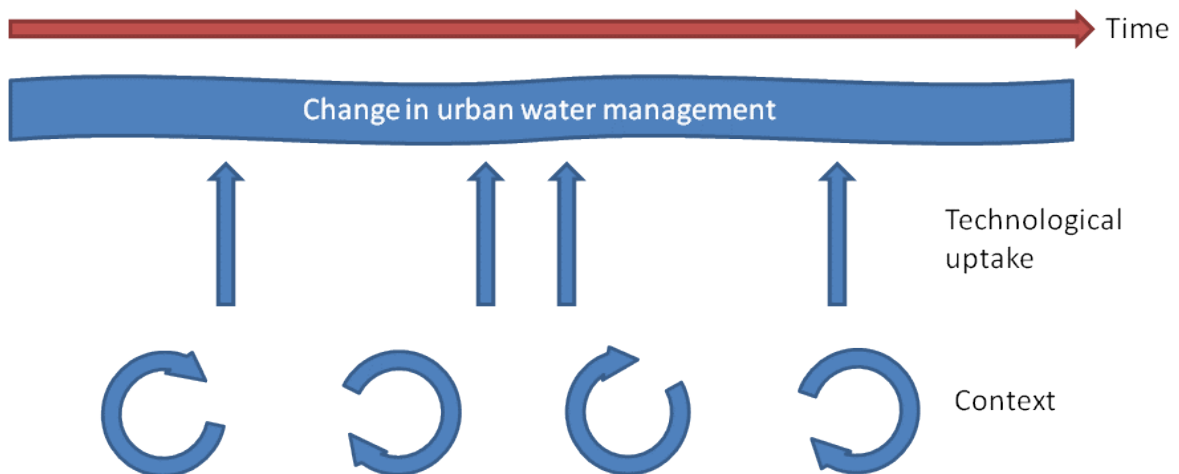 Time
Change in urban water management
Technological
uptake
Context